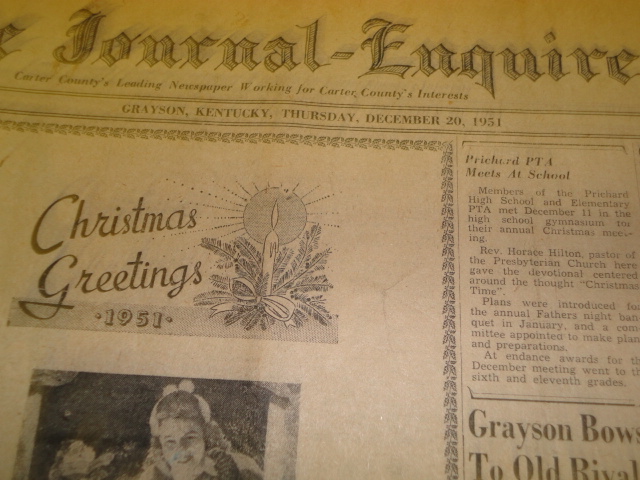 e Journal-Enquire
Carter County's Leading Newspaper Working for Carter County's Interests
GRAYSON, KENTUCKY, THURSDAY, DECEMBER 20, 1951
Christmas
Greetings
·1951·
Prichard PTA
Meets At School
Members of the Prichard
High School and Elementary
PTA met December 11 in the
high school gymnasium for
their annual Christmas meet-
ing.
Rev. Horace Hilton, pastor of
the Presbyterian Church here
gave the devotional centered
around the thought "Christmas
Time".
Plans were introduced for
the annual Fathers night ban-
quet in January, and a com-
mittee appointed to make plan
and preparations.
At endance awards for th
December meeting went to th
sixth and eleventh grades.
Grayson Bows
To Old Rival